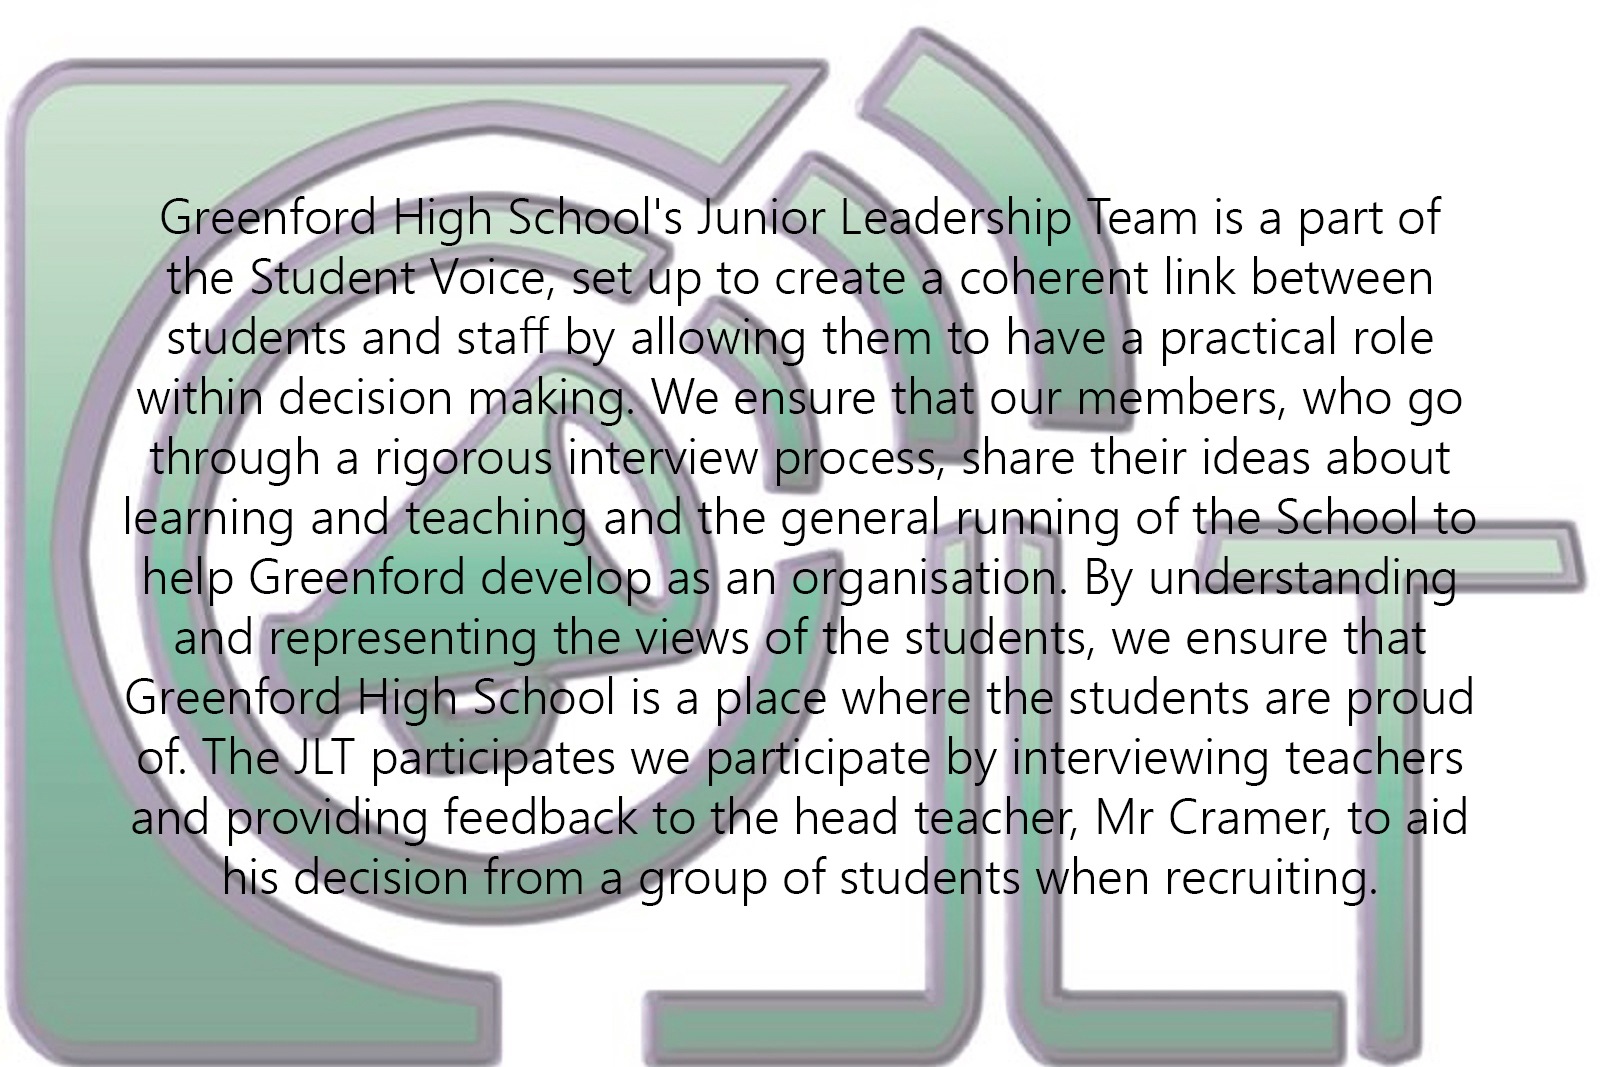 Greenford High School's Junior Leadership Team is a part of
the Student Voice, set up to create a coherent link between
students and staff by allowing them to have a practical role
within decision making. We ensure that our members, who go
through a rigorous interview process, share their ideas about
learning and teaching and the general running of the School to
help Greenford develop as an organisation. By understanding
and representing the views of the students, we ensure that
Greenford High School is a place where the students are proud
of. The JLT participates we participate by interviewing teachers
and providing feedback to the head teacher, Mr Cramer, to aid
his decision from a group of students when recruiting.
JLT